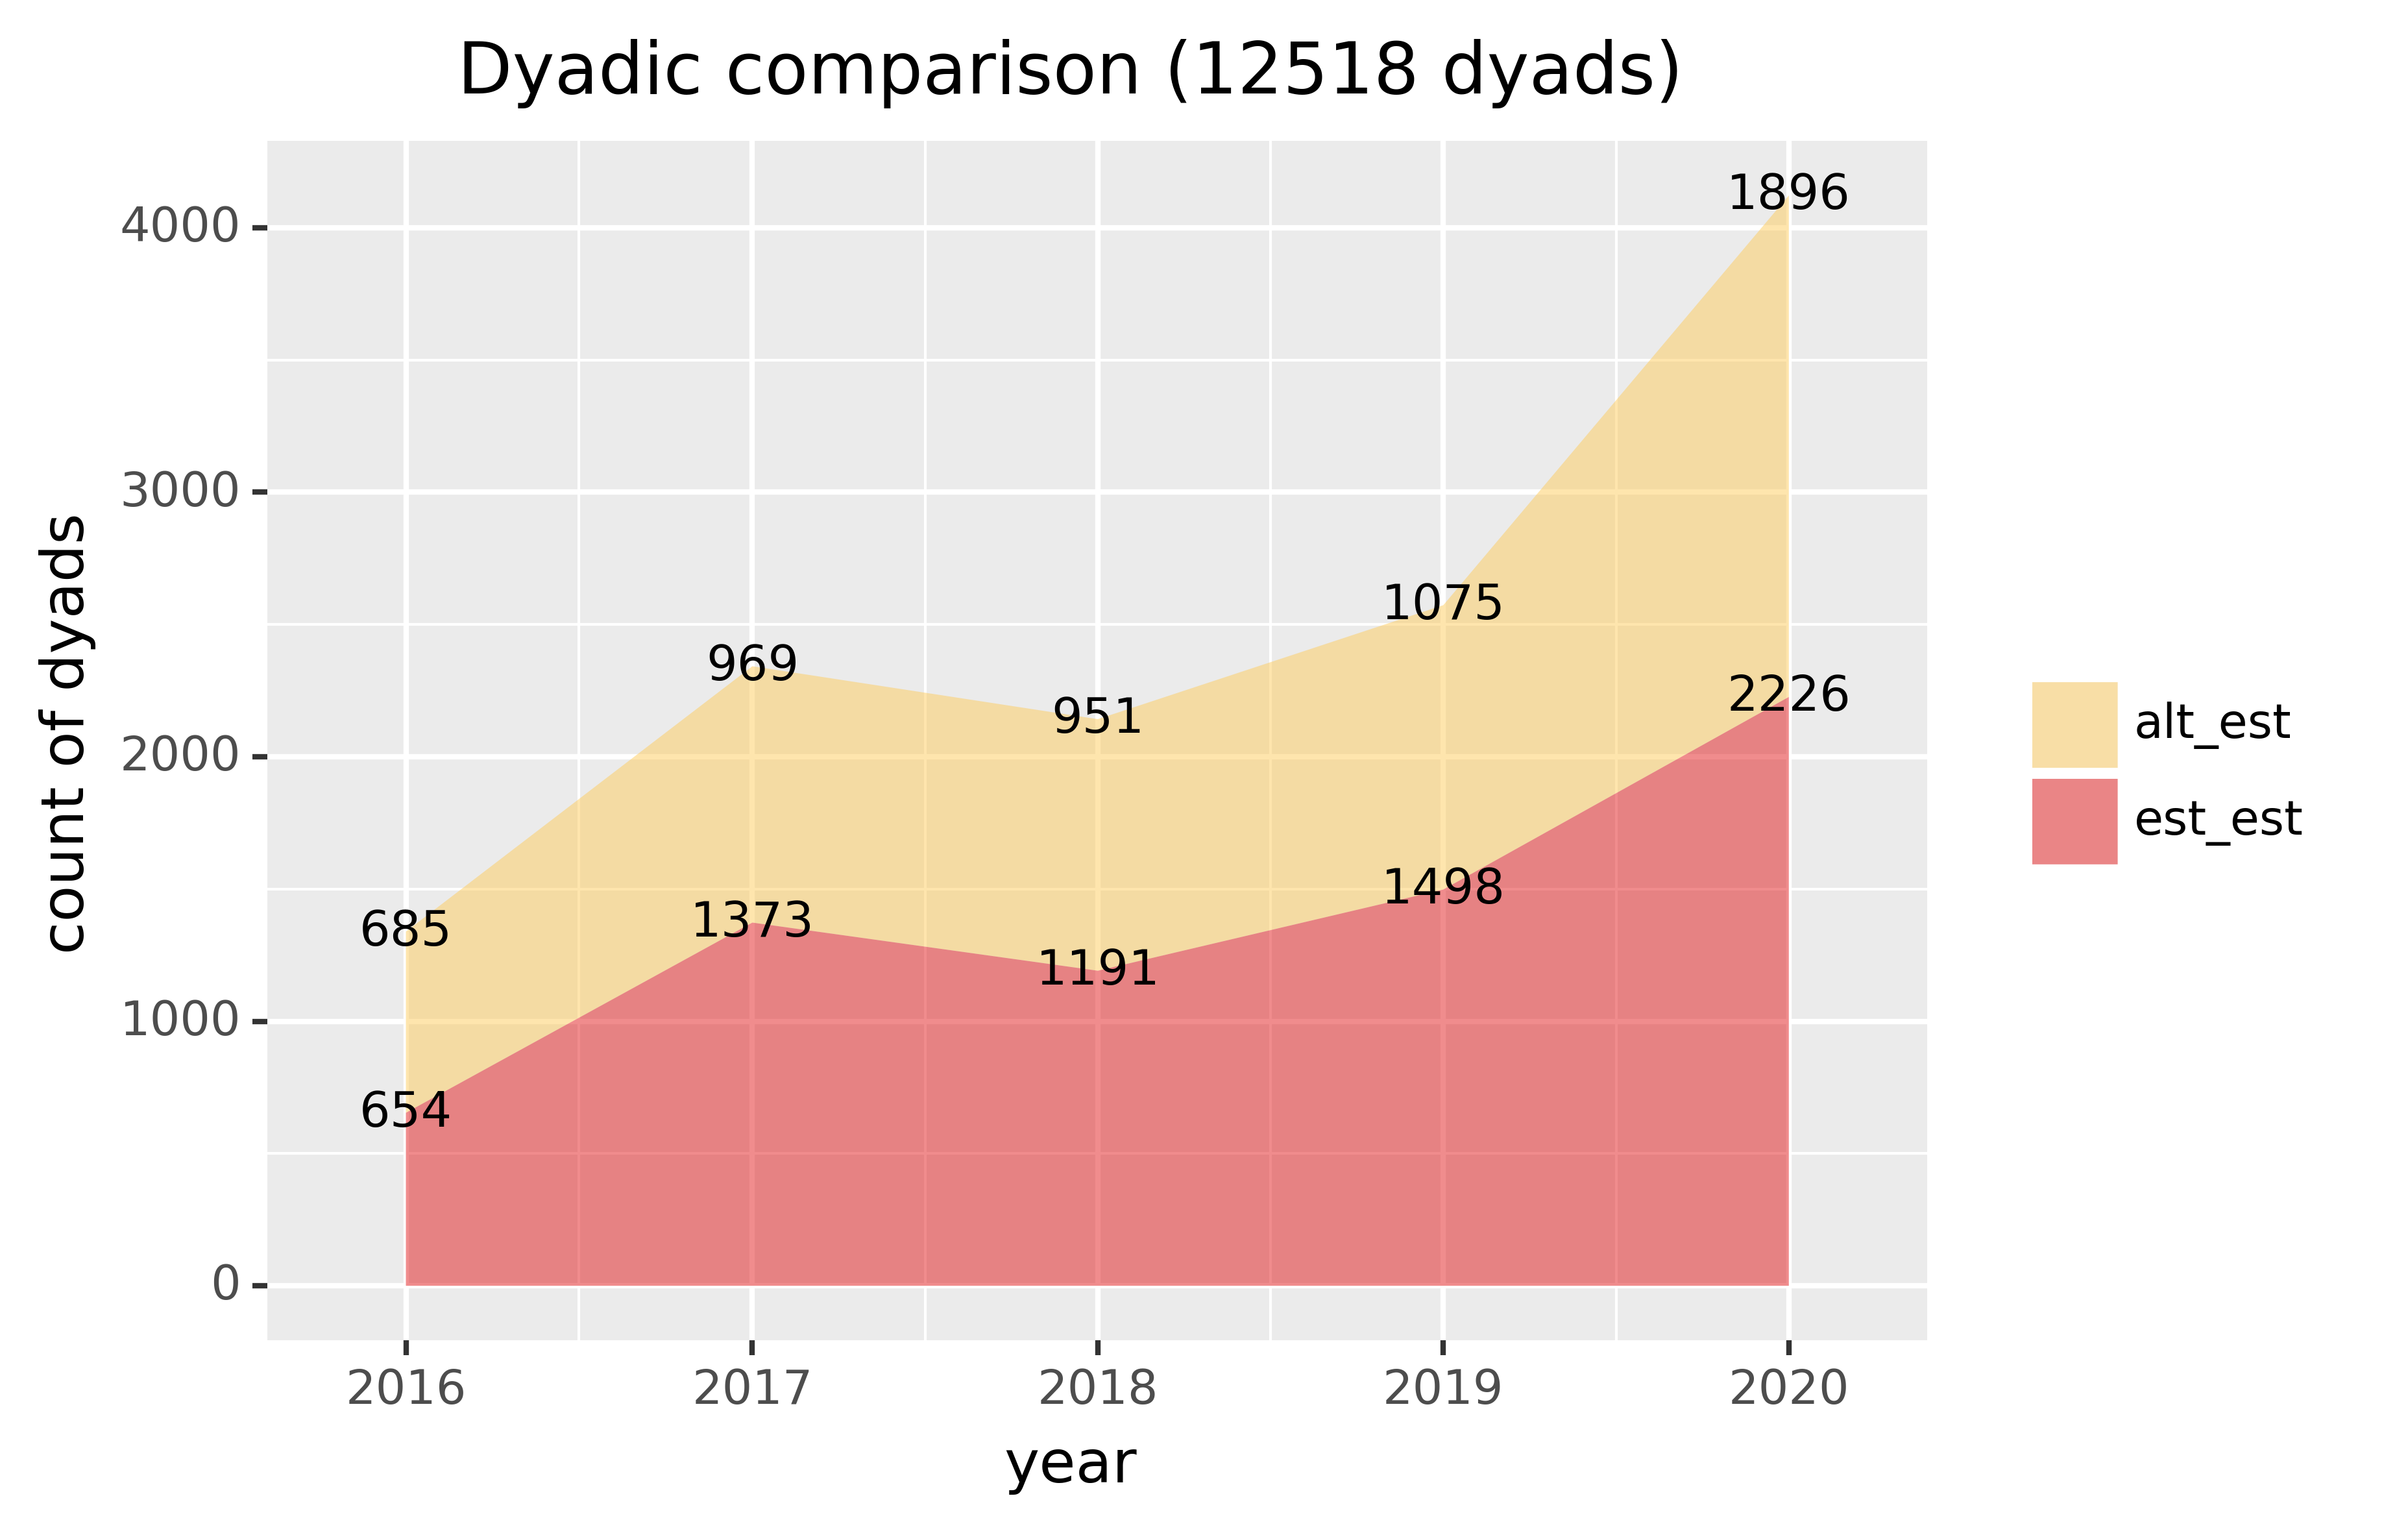 Dyadic comparison (12518 dyads)
count of dyads
4000
3000
2000
1000
0
1896
1075
969
951
685
2226
1498
1373
1191
654
2016 2017 2018 2019 2020
year
alt_est
est_est